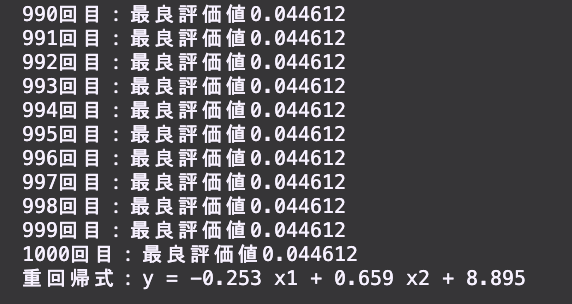 990回目：最良評価値0.044612
991回目：最良評価値0.044612
992回目：最良評価値0.044612
993回目：最良評価値0.044612
994回目：最良評価値0.044612
995回目：最良評価値0.044612
996回目：最良評価値0.044612
997回目：最良評価値0.044612
998回目：最良評価値0.044612
999回目：最良評価値0.044612
1000回目：最良評価値0.044612
重回帰式：y = -0.253 x1 + 0.659 x2 + 8.895